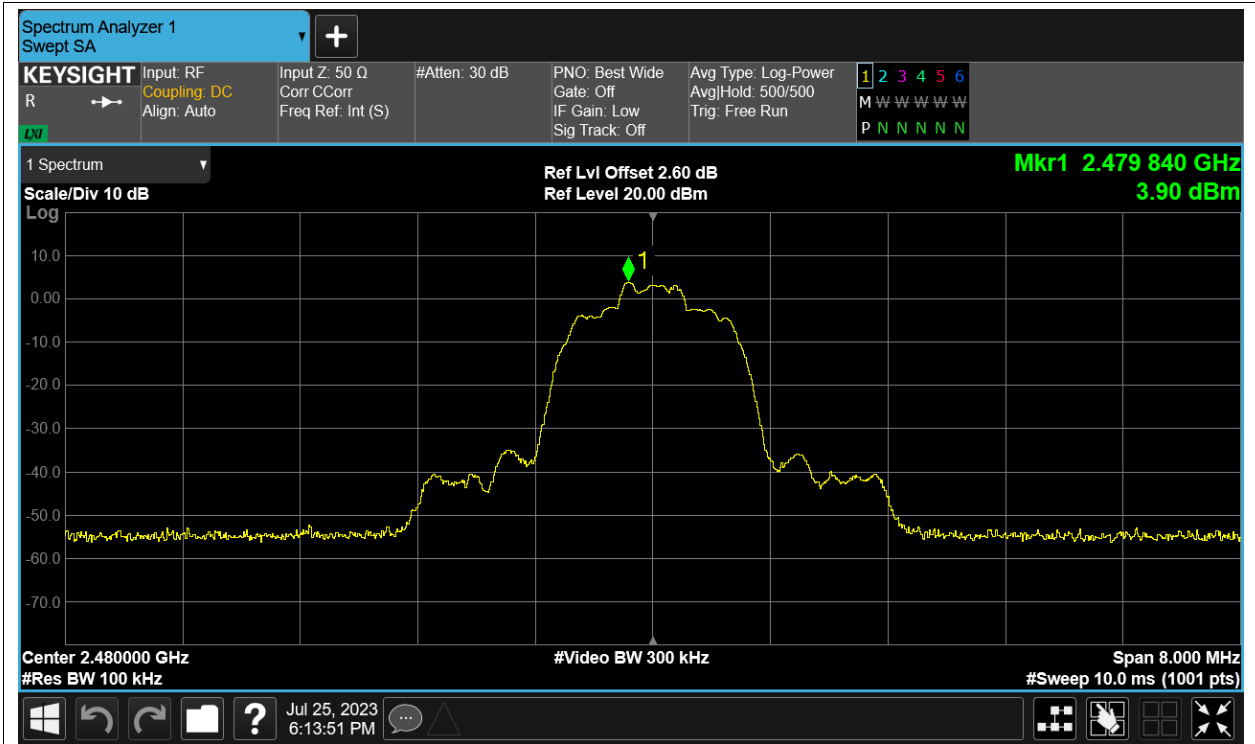 Spectrum Analyzer 1
Swept SA
+
KEYSIGHT
R
LXI
Input: RF
Coupling: DC
Align: Auto
Input Z: 50 Ω
Corr CCorr
Freq Ref: Int (S)
#Atten: 30 dB
PNO: Best Wide
Gate: Off
IF Gain: Low
Sig Track: Off
Avg Type: Log-Power
Avg|Hold: 500/500
Trig: Free Run
1 2 3 4 5 6
M W W W W W
P N N N N N
1 Spectrum
Scale/Div 10 dB
Log
Ref Lvl Offset 2.60 dB
Ref Level 20.00 dBm
Mkr1 2.479 840 GHz
3.90 dBm
1
10.0
0.00
-10.0
-20.0
-30.0
-40.0
-50.0
-60.0
-70.0
Center 2.480000 GHz
#Res BW 100 kHz
#Video BW 300 kHz
Span 8.000 MHz
#Sweep 10.0 ms (1001 pts)
?
Jul 25, 2023
6:13:51 PM